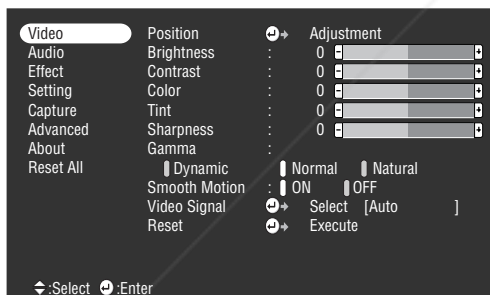 Video
Audio
Effect
Setting
Capture
Advanced
About
Reset All
Position Adjustment
Brightness : 0 - +
Contrast : 0 - +
Color : 0 - +
Tint : 0 - +
Sharpness : 0 - +
Gamma :
Dynamic Normal Natural
Smooth Motion : ON OFF
Video Signal Select [Auto ]
Reset Execute
:Select :Enter